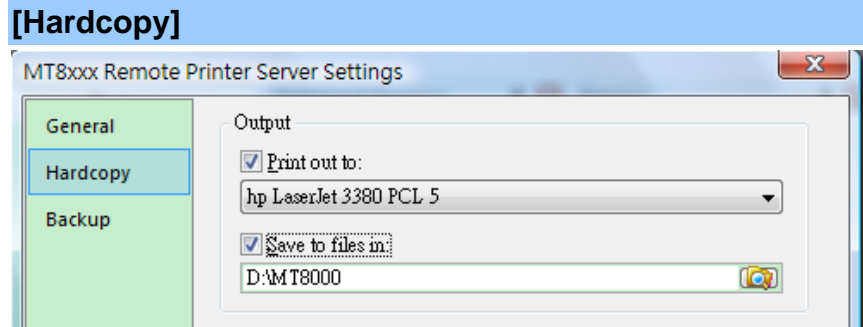 [Hardcopy]
MT8xxx Remote Printer Server Settings
General
Hardcopy
Backup
Output
Print out to:
hp LaserJet 3380 PCL 5
Save to files in:
D:\MT8000